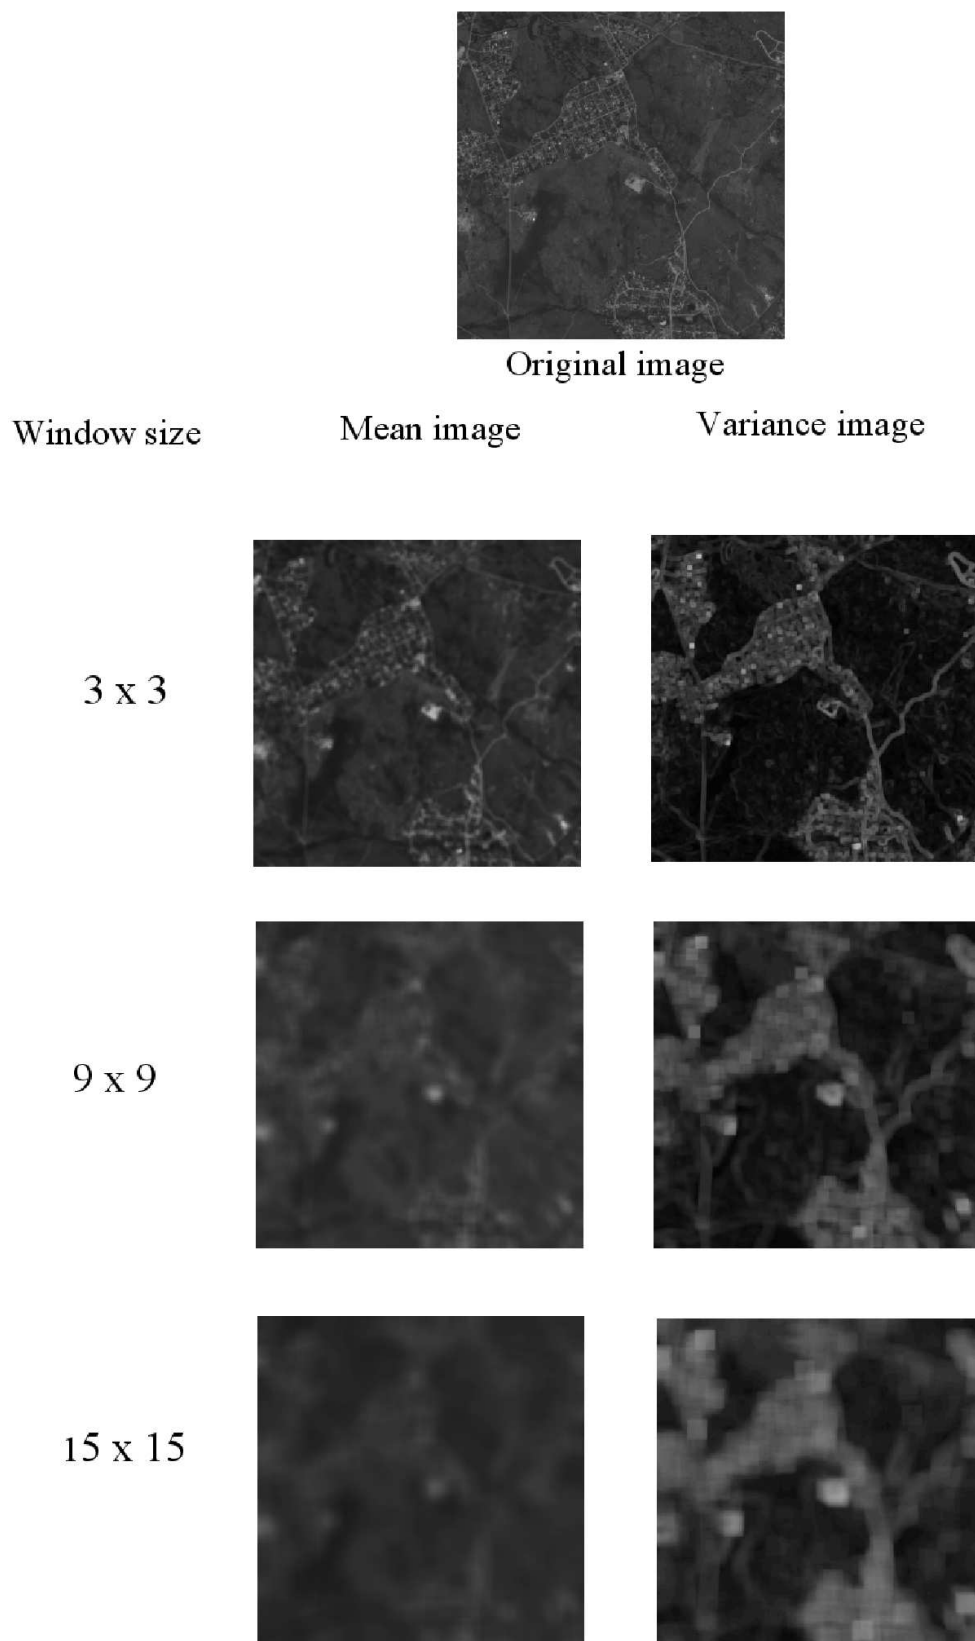 Original image
Window size
Mean image
Variance image
3 x 3
9 x 9
15 x 15